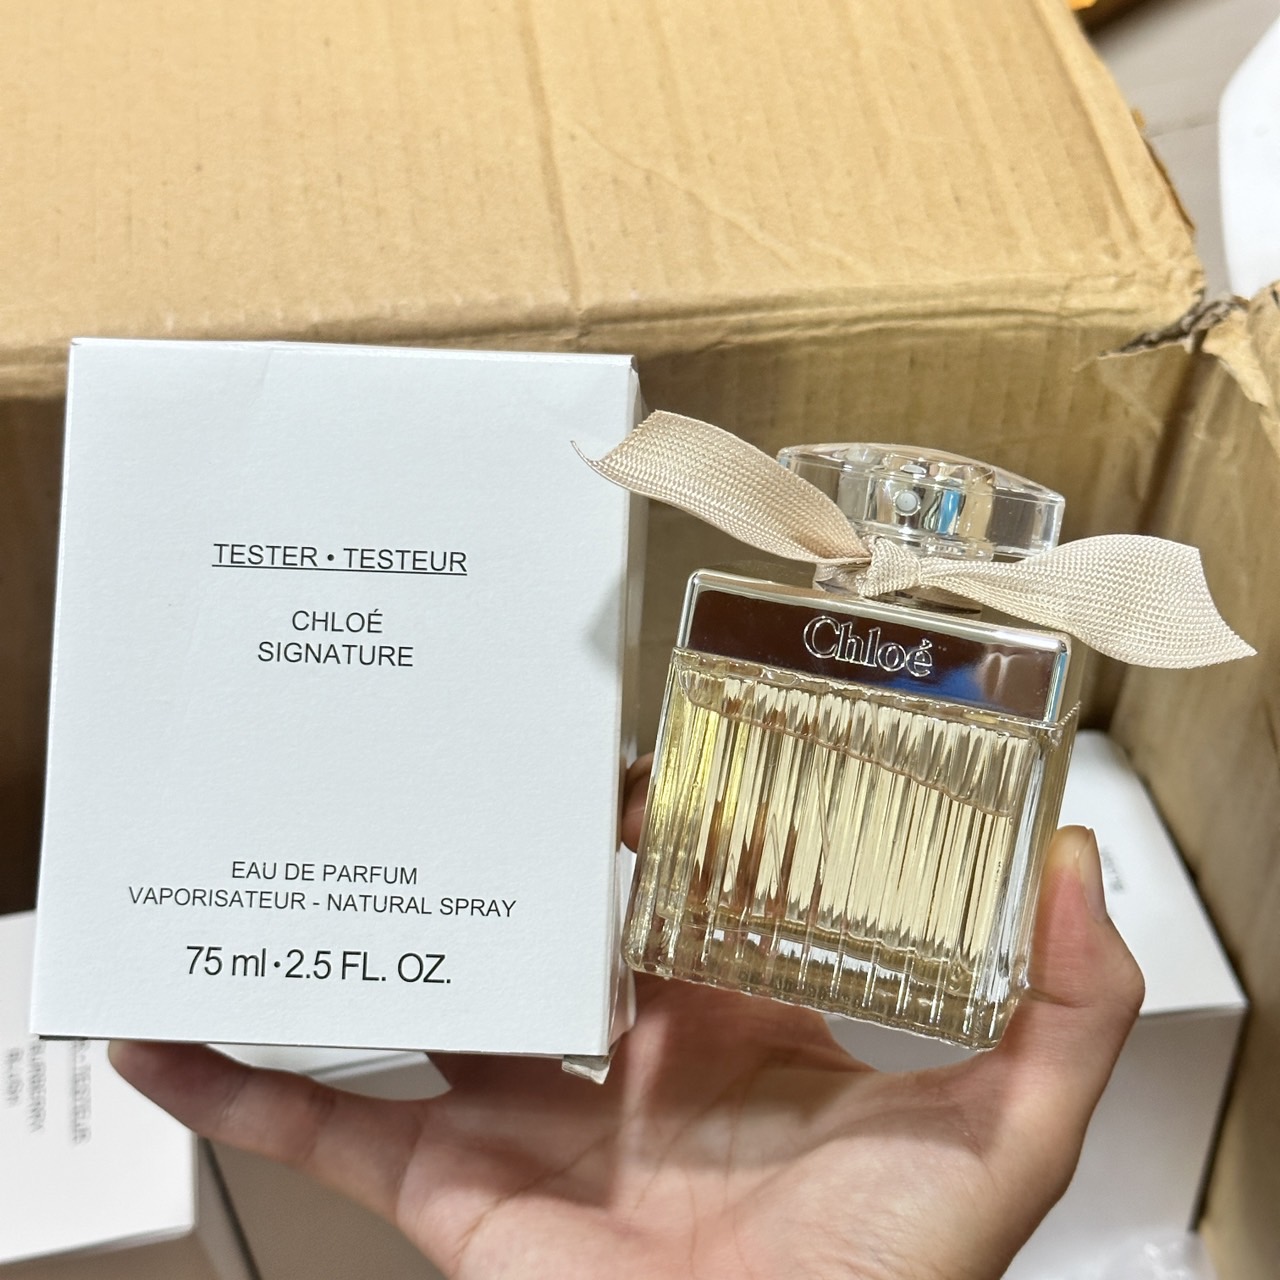 TESTER • TESTEUR
CHLOÉ
SIGNATURE
EAU DE PARFUM
VAPORISATEUR - NATURAL SPRAY
75 ml • 2.5 FL. OZ.
Chloé